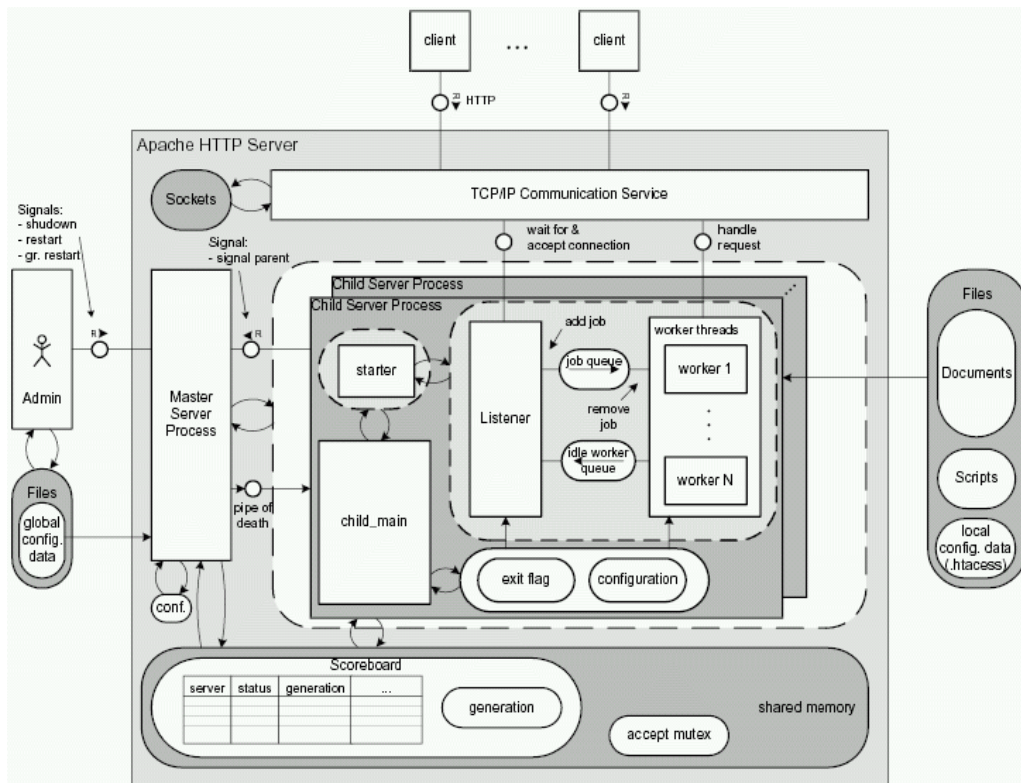 client
...
client
R
HTTP
R
Apache HTTP Server
Sockets
TCP/IP Communication Service
Signals:
- shudown
- restart
- gr. restart
Signal:
- signal parent
wait for &
accept connection
handle
request
Child Server Process
Child Server Process
Files
Documents
Scripts
local
config. data
(.htacess)
R
Admin
Files
global
config.
data
Master
Server
Process
R
pipe of
death
conf.
starter
child_main
Listener
add job
job queue
remove
job
idle worker
queue
worker threads
worker 1
worker N
exit flag
configuration
Scoreboard
server status generation ...
generation
accept mutex
shared memory